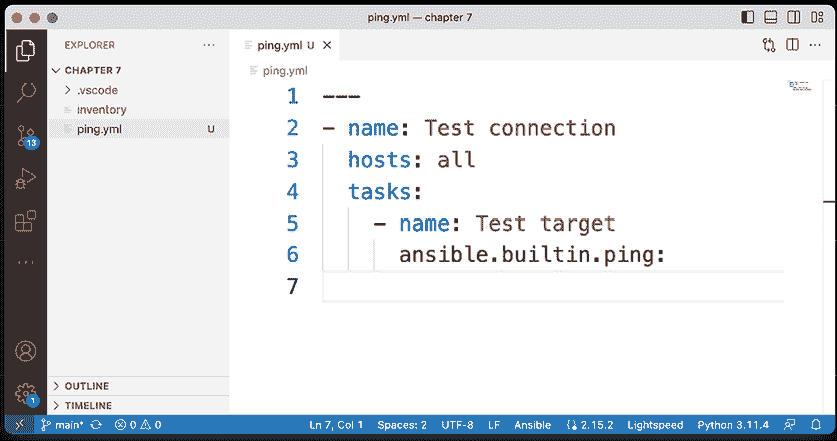 ping.yml — chapter 7
EXPLORER
ping.yml U
CHAPTER 7
.vscode
inventory
ping.yml U
ping.yml
1 ---
2 - name: Test connection
3 hosts: all
4 tasks:
5 - name: Test target
6 ansible.builtin.ping:
7
13
1
OUTLINE
TIMELINE
main* 0 0 Ln 7, Col 1 Spaces: 2 UTF-8 LF Ansible 2.15.2 Lightspeed Python 3.11.4